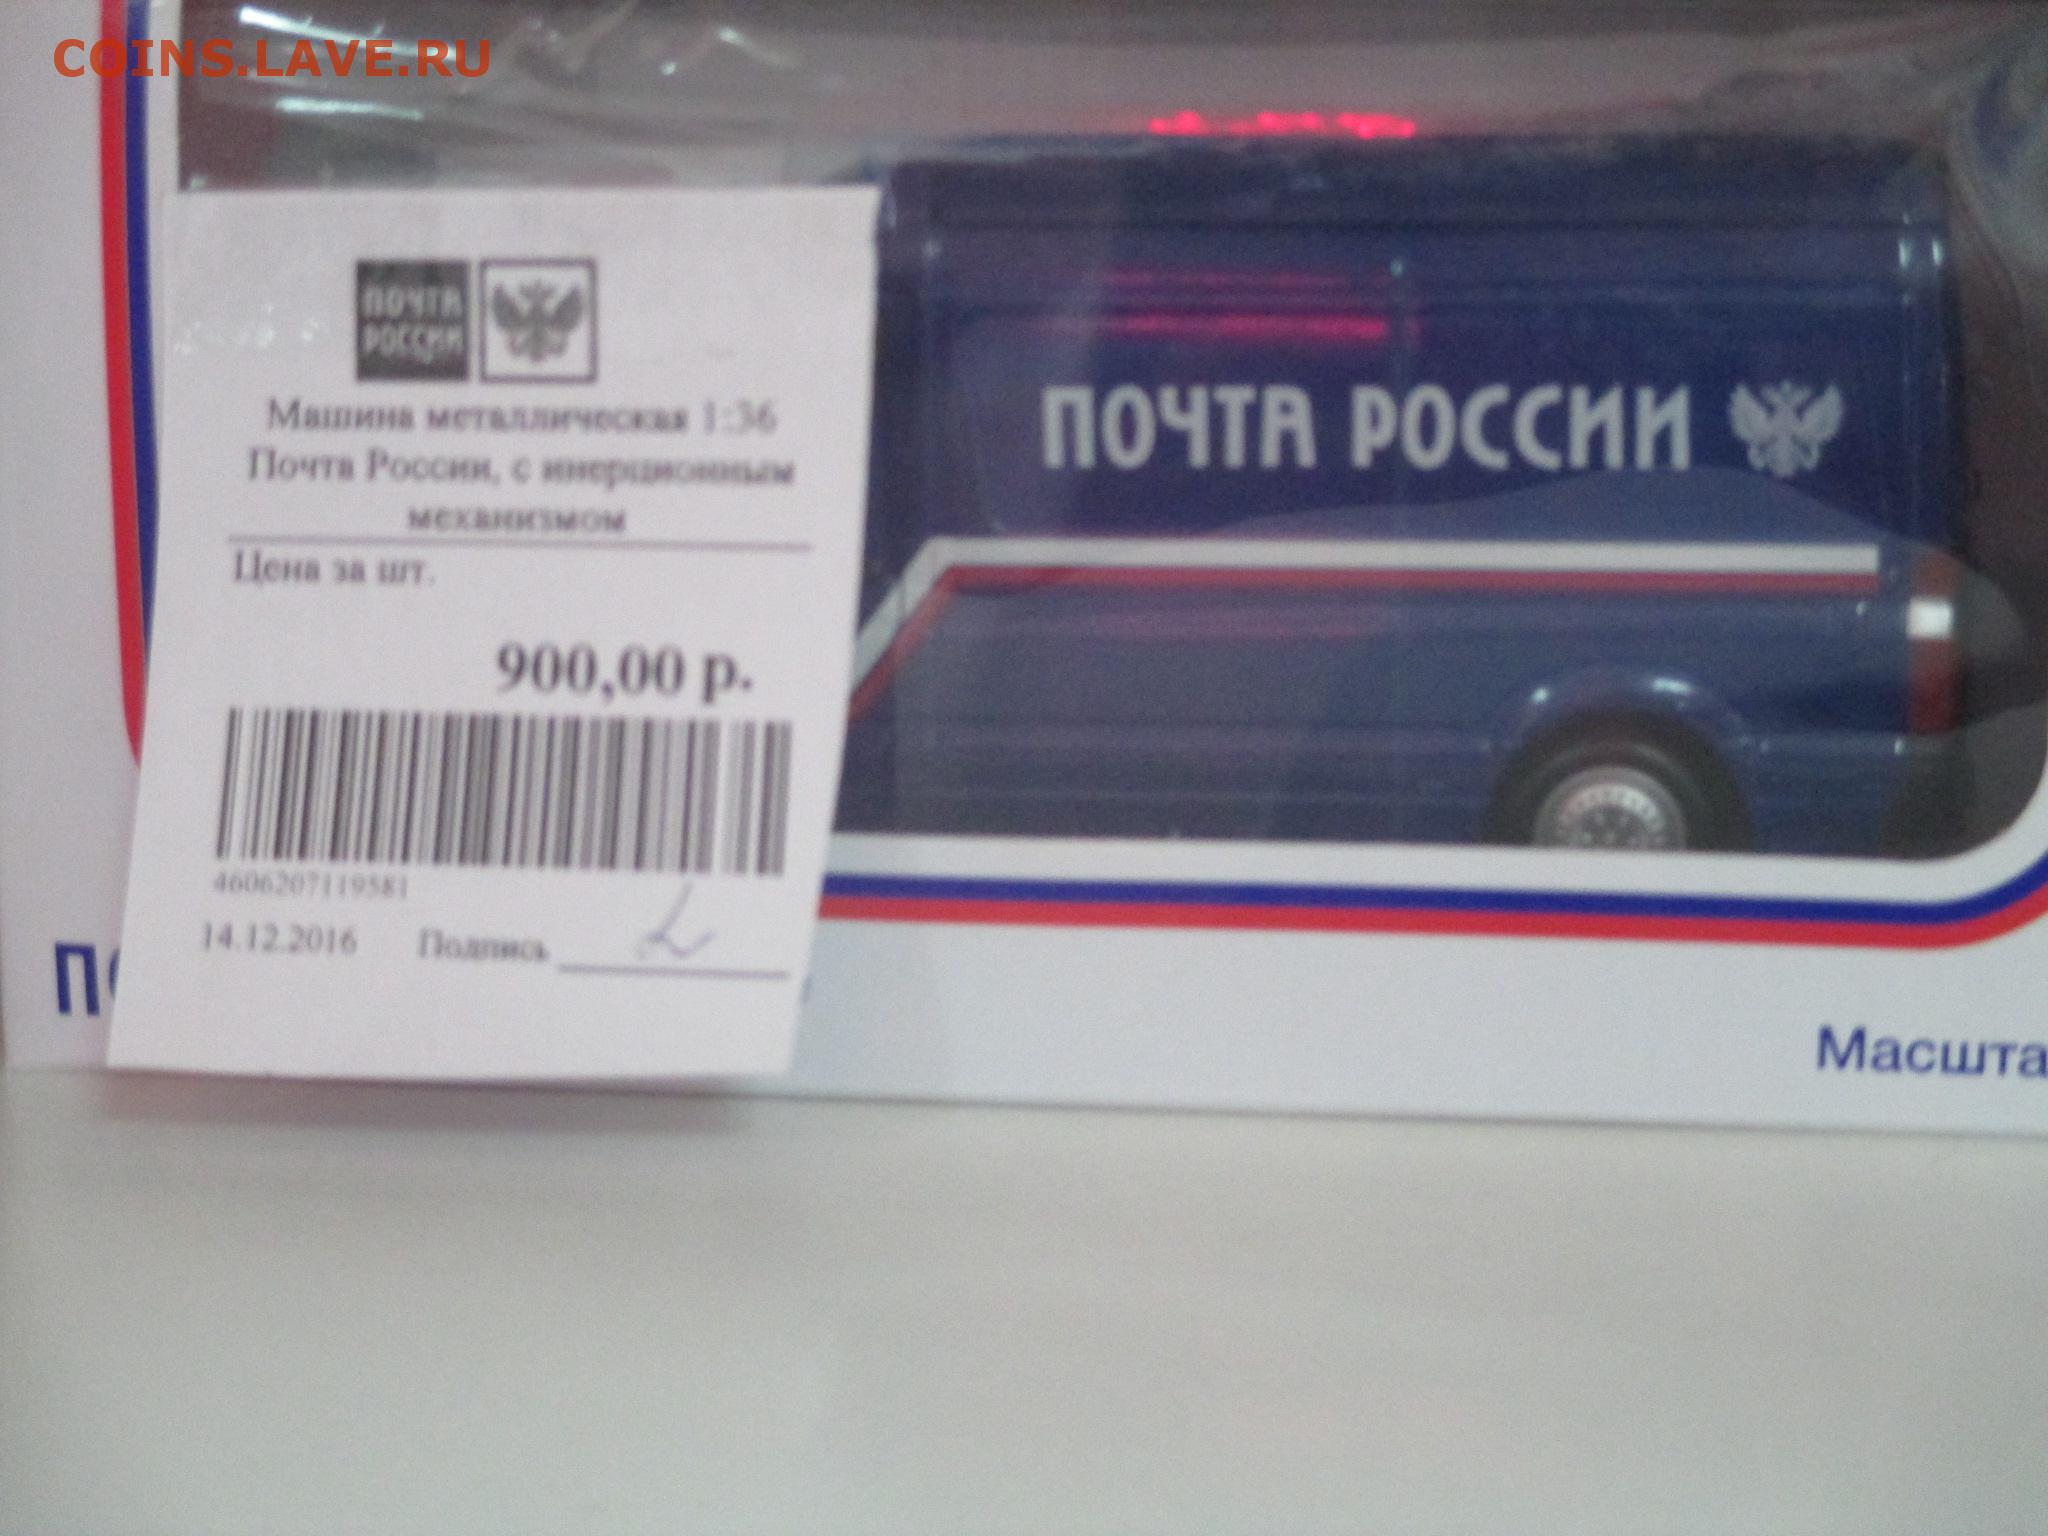 COINS.LAVE.RU
ПОЧТА
РОССИИ
Машина металлическая 1:36
Почта России, с инерционным
механизмом
Цена за шт.
900,00 р.
4606207119581
14.12.2016 Подпись
ПОЧТА РОССИИ
Масшта